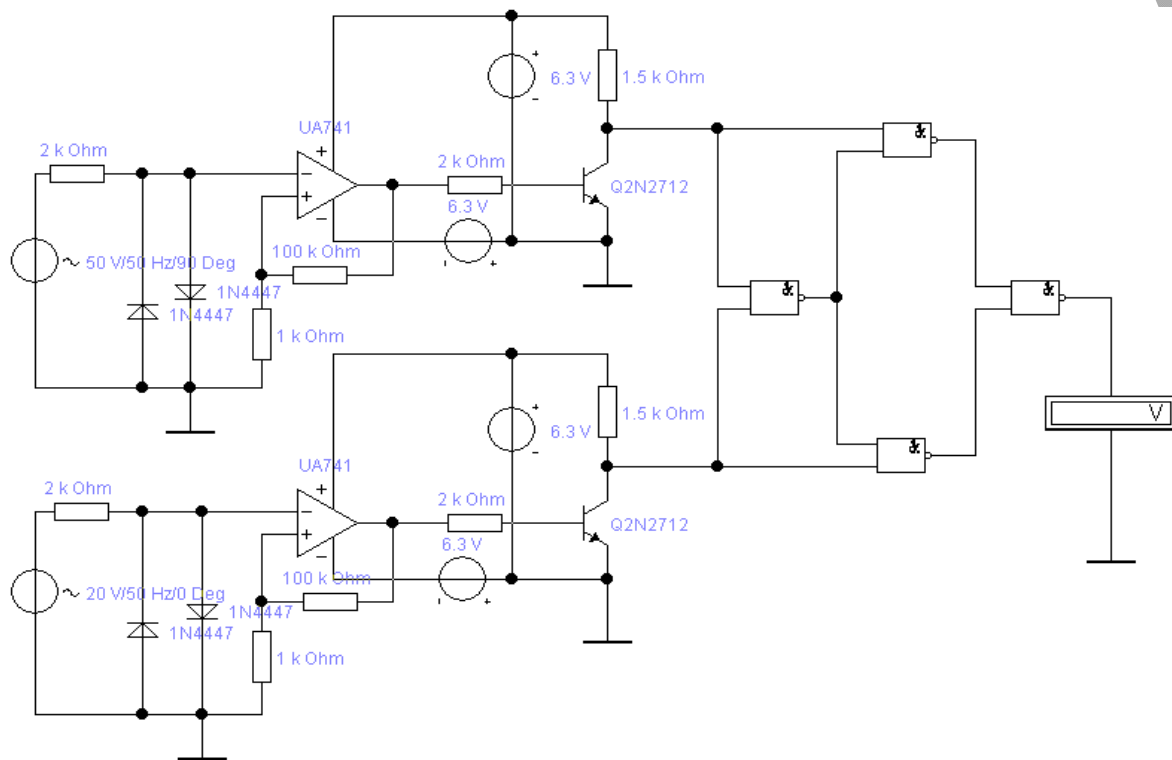 6.3 V
1.5 k Ohm
UA741
2 k Ohm
2 k Ohm
Q2N2712
6.3 V
50 V/50 Hz/90 Deg
100 k Ohm
1N4447
1N4447
1 k Ohm
6.3 V
1.5 k Ohm
UA741
2 k Ohm
2 k Ohm
Q2N2712
6.3 V
20 V/50 Hz/0 Deg
100 k Ohm
1N4447
1N4447
1 k Ohm
&
&
&
&
V